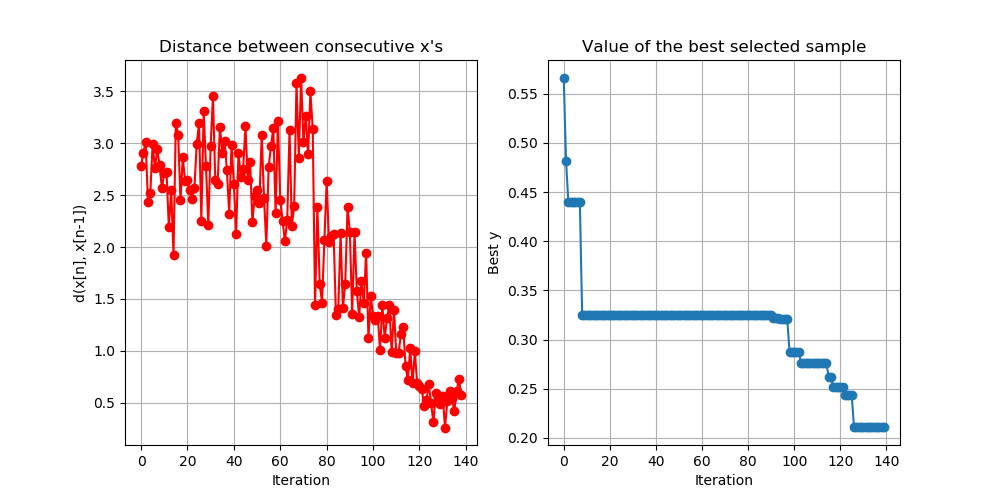 Distance between consecutive x's
3.5
3.0
2.5
2.0
1.5
1.0
0.5
d(x[n], x[n-1])
0 20 40 60 80 100 120 140
Iteration
Value of the best selected sample
0.55
0.50
0.45
0.40
0.35
0.30
0.25
0.20
Best y
0 20 40 60 80 100 120 140
Iteration